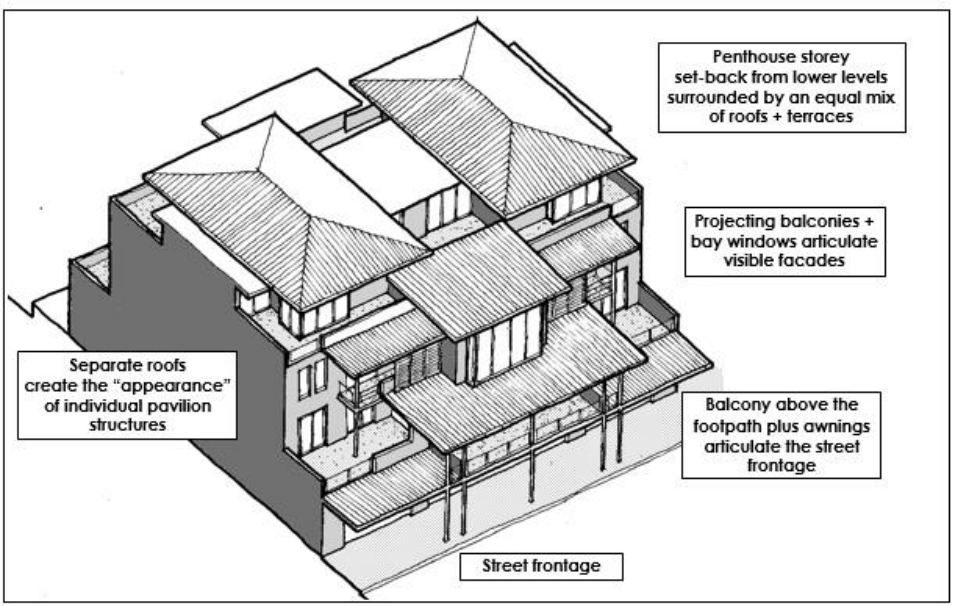 Penthouse storey
set-back from lower levels
surrounded by an equal mix
of roofs + terraces
Projecting balconies +
bay windows articulate
visible facades
Separate roofs
create the “appearance”
of individual pavilion
structures
Balcony above the
footpath plus awnings
articulate the street
frontage
Street frontage